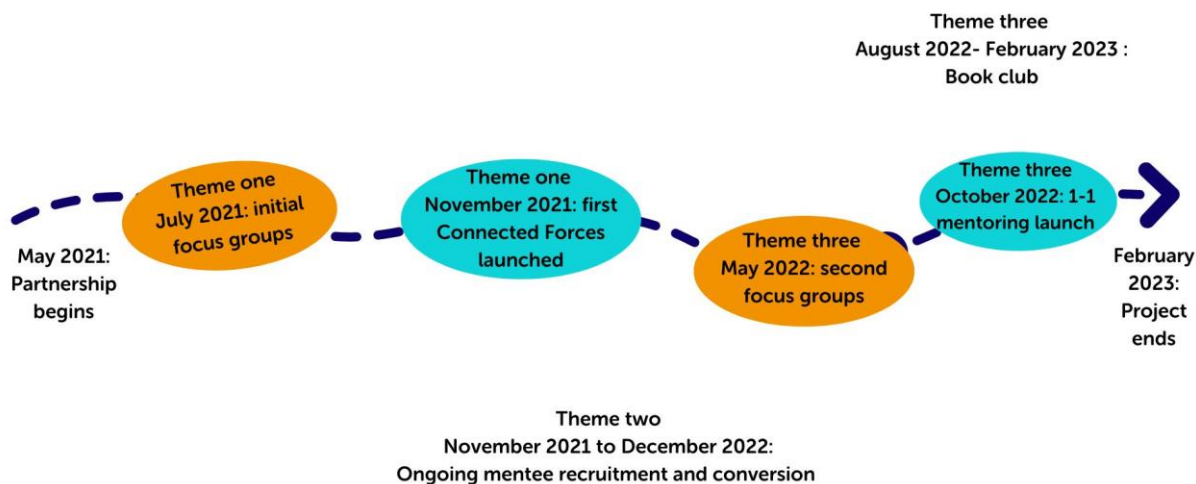 Theme three
August 2022- February 2023 :
Book club
Theme one
July 2021: initial
focus groups
Theme one
November 2021: first
Connected Forces
launched
Theme three
October 2022: 1-1
mentoring launch
May 2021:
Partnership
begins
Theme three
May 2022: second
focus groups
February
2023:
Project
ends
Theme two
November 2021 to December 2022:
Ongoing mentee recruitment and conversion